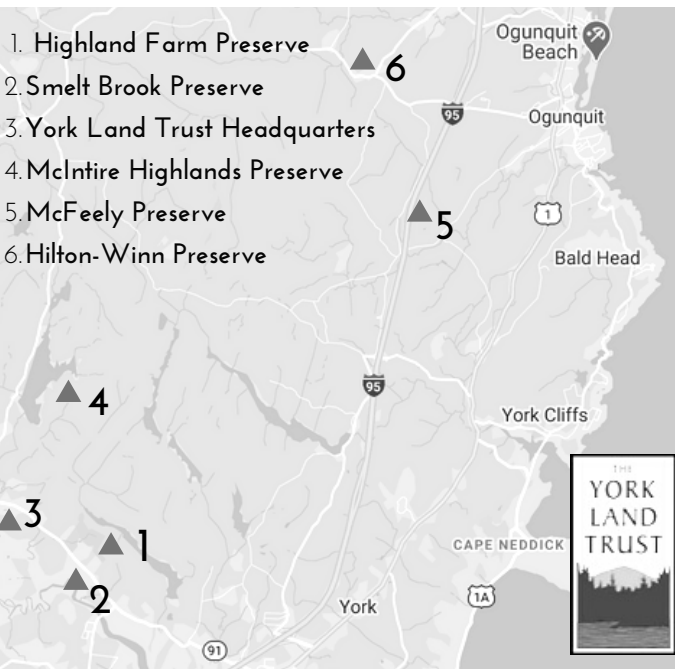 1. Highland Farm Preserve
2. Smelt Brook Preserve
3. York Land Trust Headquarters
4. McIntire Highlands Preserve
5. McFeely Preserve
6. Hilton-Winn Preserve
Ogunquit
Beach
6
95
Ogunquit
5
1
Bald Head
95
4
York Cliffs
3
1
2
CAPE NEDDICK
York
1A
91
THE
YORK
LAND
TRUST